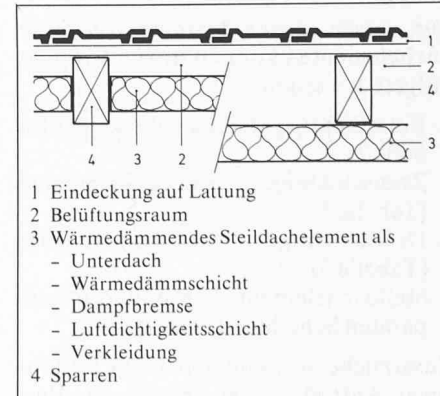 1
2
4
3
4 3 2
1 Eindeckung auf Lattung
2 Belüftungsraum
3 Wärmedämmendes Steildachelement als
– Unterdach
– Wärmedämmschicht
– Dampfbremse
– Luftdichtigkeitsschicht
– Verkleidung
4 Sparren